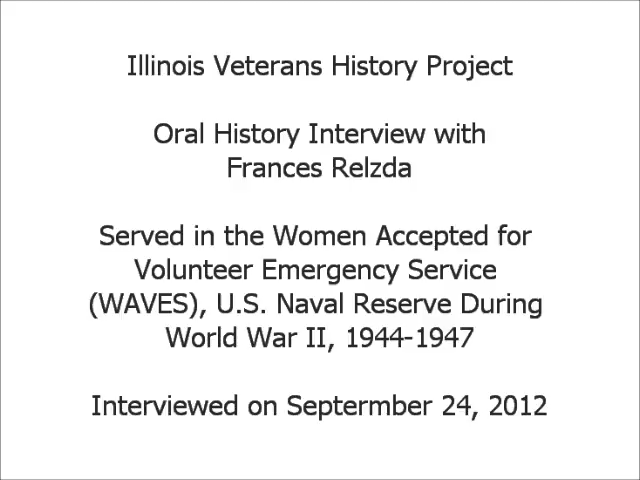 Illinois Veterans History Project
Oral History Interview with
Frances Relzda
Served in the Women Accepted for
Volunteer Emergency Service
(WAVES), U.S. Naval Reserve During
World War II, 1944-1947
Interviewed on Septermber 24, 2012